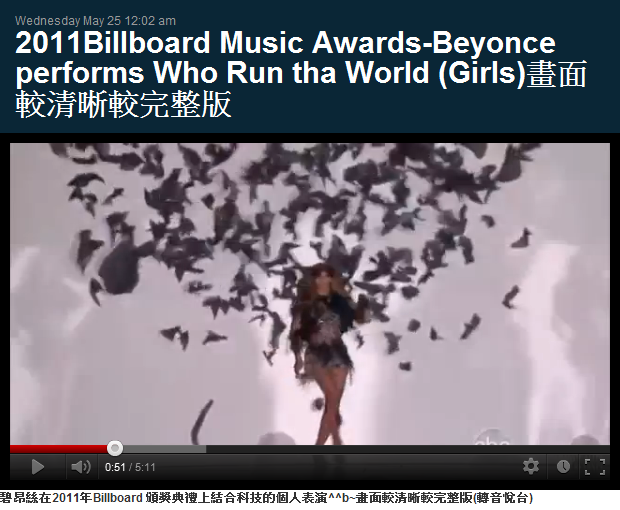 Wednesday May 25 12:02 am
2011Billboard Music Awards-Beyonce
performs Who Run tha World (Girls)畫面
較清晰較完整版
abc
0:51 / 5:11
碧昂絲在2011年Billboard 頒獎典禮上結合科技的個人表演^^b~畫面較清晰較完整版(轉音悅台)